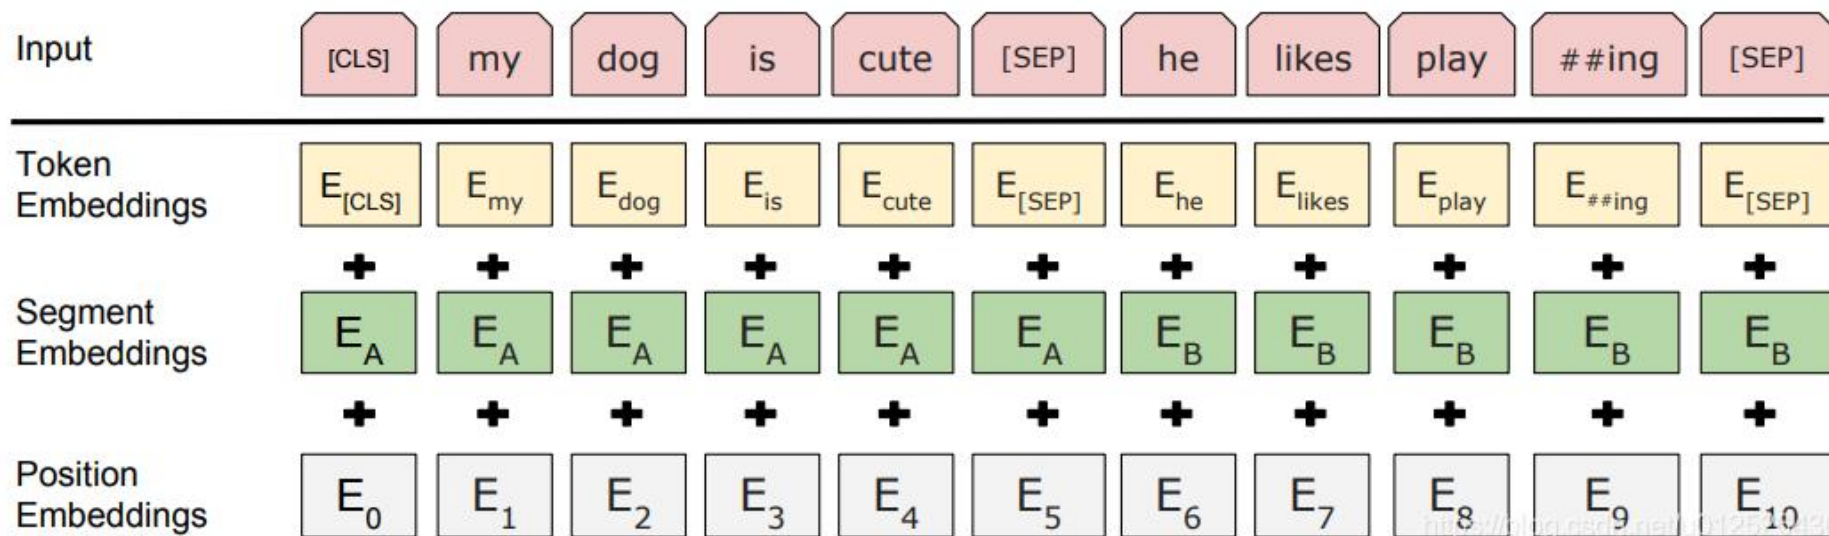 Input [CLS] my dog is cute [SEP] he likes play ##ing [SEP]
Token
Embeddings
E[CLS] Emy Edog Eis Ecute E[SEP] Ehe Elikes Eplay E##ing E[SEP]
+ + + + + + + + + + +
Segment
Embeddings
EA EA EA EA EA EA EB EB EB EB EB
+ + + + + + + + + + +
Position
Embeddings
E0 E1 E2 E3 E4 E5 E6 E7 E8 E9 E10